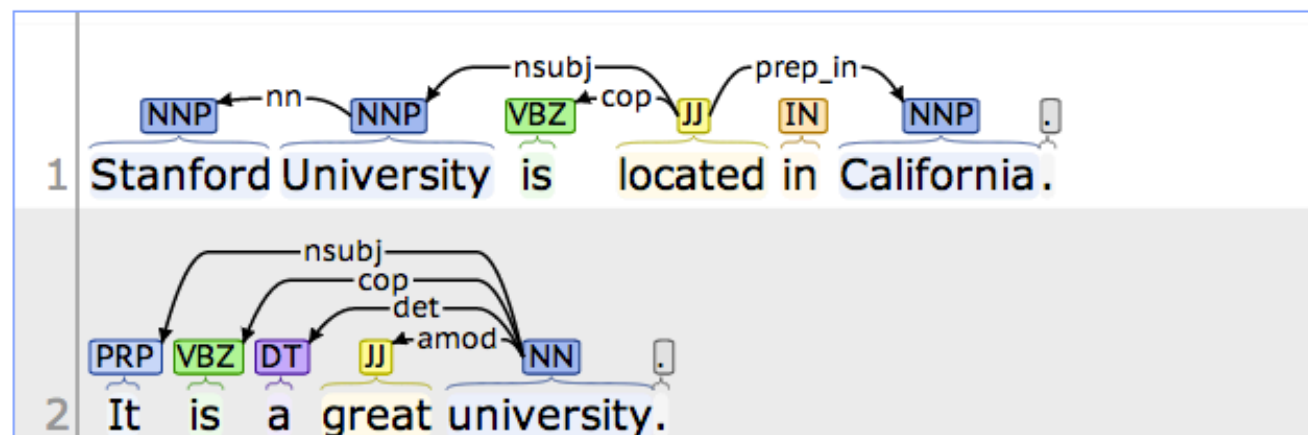 nsubj prep_in
nn cop
NNP NNP VBZ JJ IN NNP .
1 Stanford University is located in California.
nsubj
cop
det
amod
PRP VBZ DT JJ NN .
2 It is a great university.